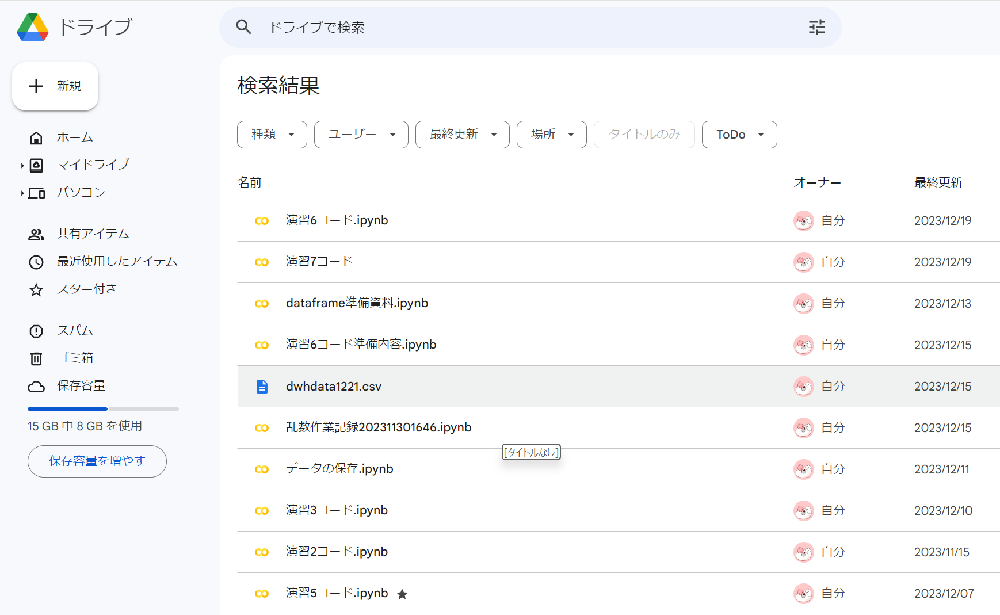 ドライブ
ドライブで検索
新規
ホーム
マイドライブ
パソコン
共有アイテム
最近使用したアイテム
スター付き
スパム
ゴミ箱
保存容量
15 GB 中 8 GB を使用
保存容量を増やす
検索結果
種類 ユーザー 最終更新 場所 タイトルのみ ToDo
名前 オーナー 最終更新
演習6コード.ipynb 自分 2023/12/19
演習7コード 自分 2023/12/19
dataframe準備資料.ipynb 自分 2023/12/13
演習6コード準備内容.ipynb 自分 2023/12/15
dwhdata1221.csv 自分 2023/12/15
乱数作業記録202311301646.ipynb 自分 2023/12/15
[タイトルなし]
データの保存.ipynb 自分 2023/12/11
演習3コード.ipynb 自分 2023/12/10
演習2コード.ipynb 自分 2023/11/15
演習5コード.ipynb 自分 2023/12/07